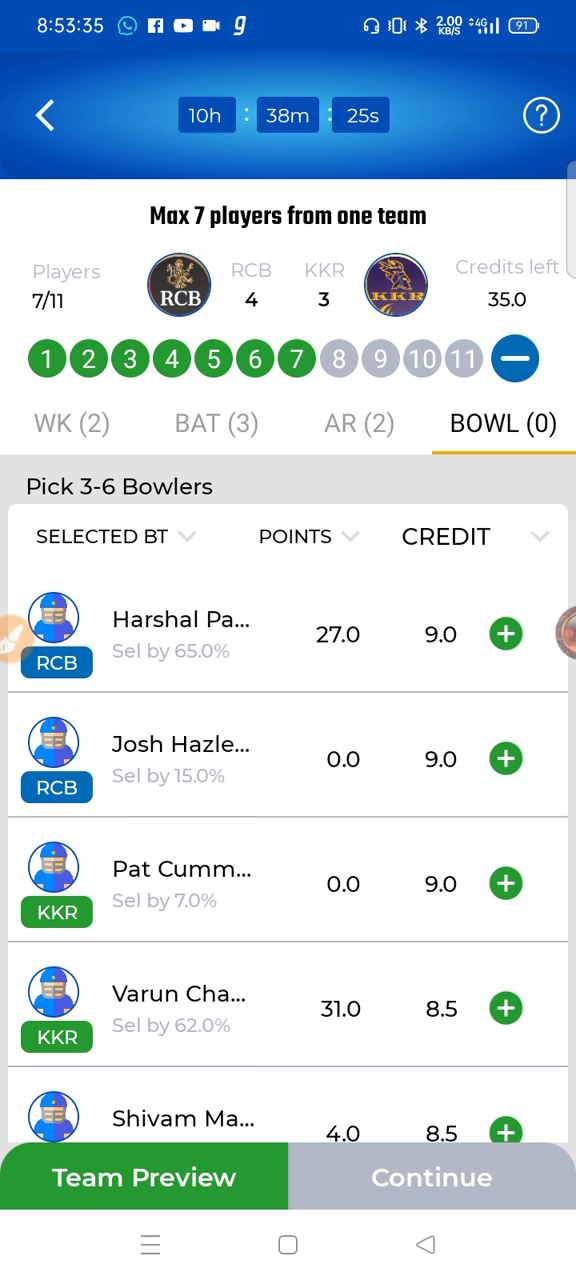 8:53:35 2.00 KB/S 4G 91
10h : 38m : 25s ?
Max 7 players from one team
Players RCB KKR Credits left
7/11 RCB 4 3 KKR 35.0
1 2 3 4 5 6 7 8 9 10 11
WK (2) BAT (3) AR (2) BOWL (0)
Pick 3-6 Bowlers
SELECTED BT POINTS CREDIT
Harshal Pa... 27.0 9.0
Sel by 65.0%
RCB
Josh Hazle... 0.0 9.0
Sel by 15.0%
RCB
Pat Cumm... 0.0 9.0
Sel by 7.0%
KKR
Varun Cha... 31.0 8.5
Sel by 62.0%
KKR
Shivam Ma... 4.0 8.5
Team Preview Continue